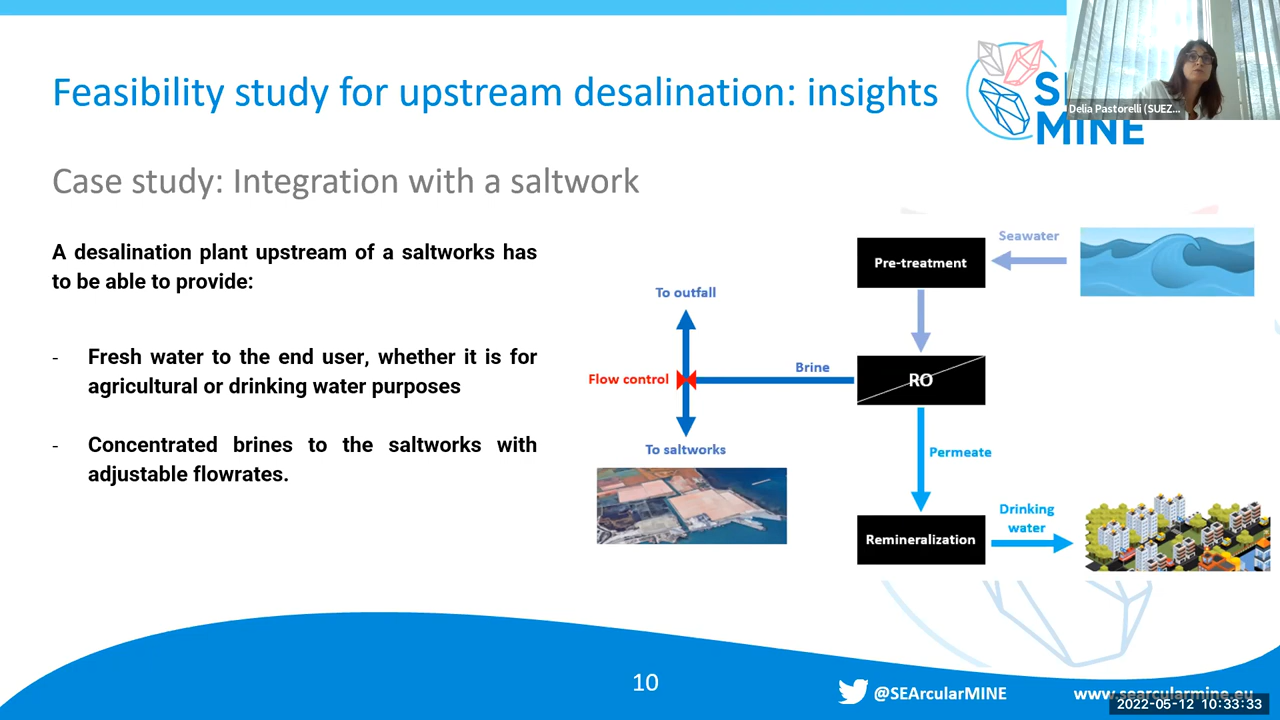 Feasibility study for upstream desalination: insights
MINE
Delia Pastorelli (SUEZ...
Case study: Integration with a saltwork
A desalination plant upstream of a saltworks has
to be able to provide:
- Fresh water to the end user, whether it is for
agricultural or drinking water purposes
- Concentrated brines to the saltworks with
adjustable flowrates.
Seawater
Pre-treatment
To outfall
Brine
Flow control
RO
To saltworks
Permeate
Drinking
water
Remineralization
10
@SEArcularMINE
www.searcularmine.eu
2022-05-12 10:33:33